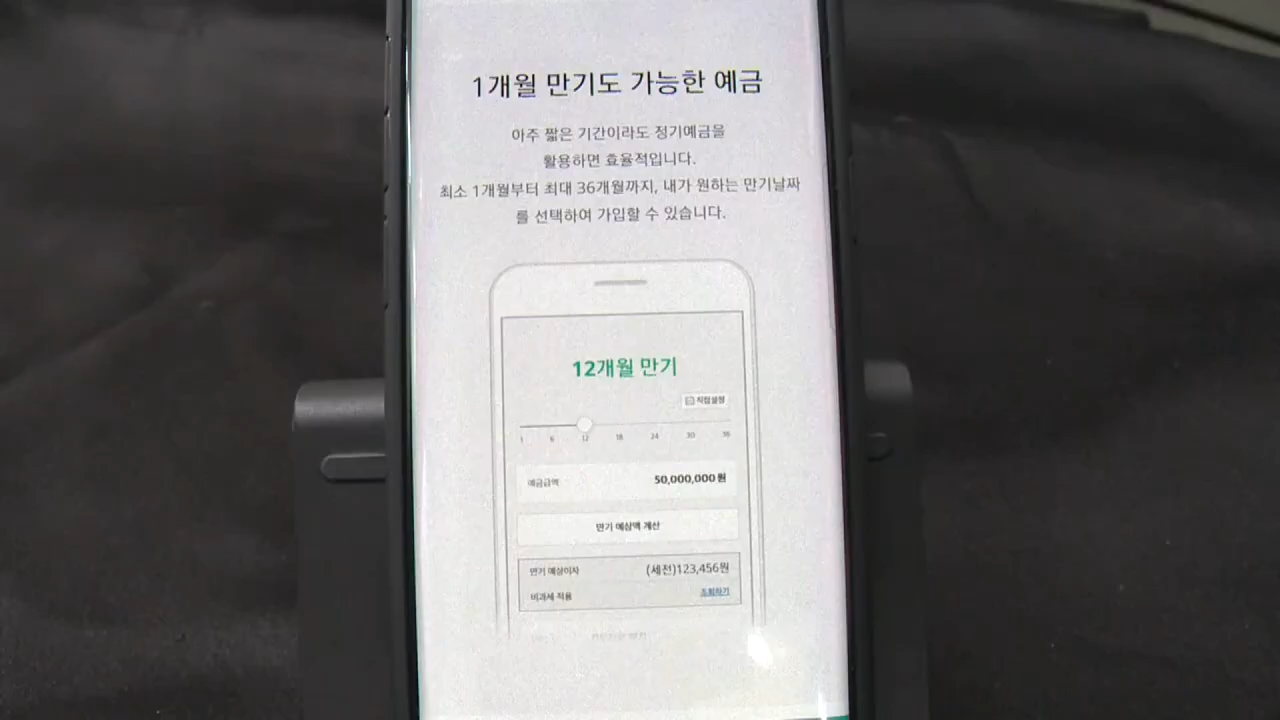 1개월 만기도 가능한 예금
아주 짧은 기간이라도 정기예금을
활용하면 효율적입니다.
최소 1개월부터 최대 36개월까지, 내가 원하는 만기날짜
를 선택하여 가입할 수 있습니다.
12개월 만기
직접설정
1 6 12 18 24 30 36
예금금액 50,000,000원
만기 예상액 계산
만기 예상이자 (세전)123,456원
비과세 적용 조회하기